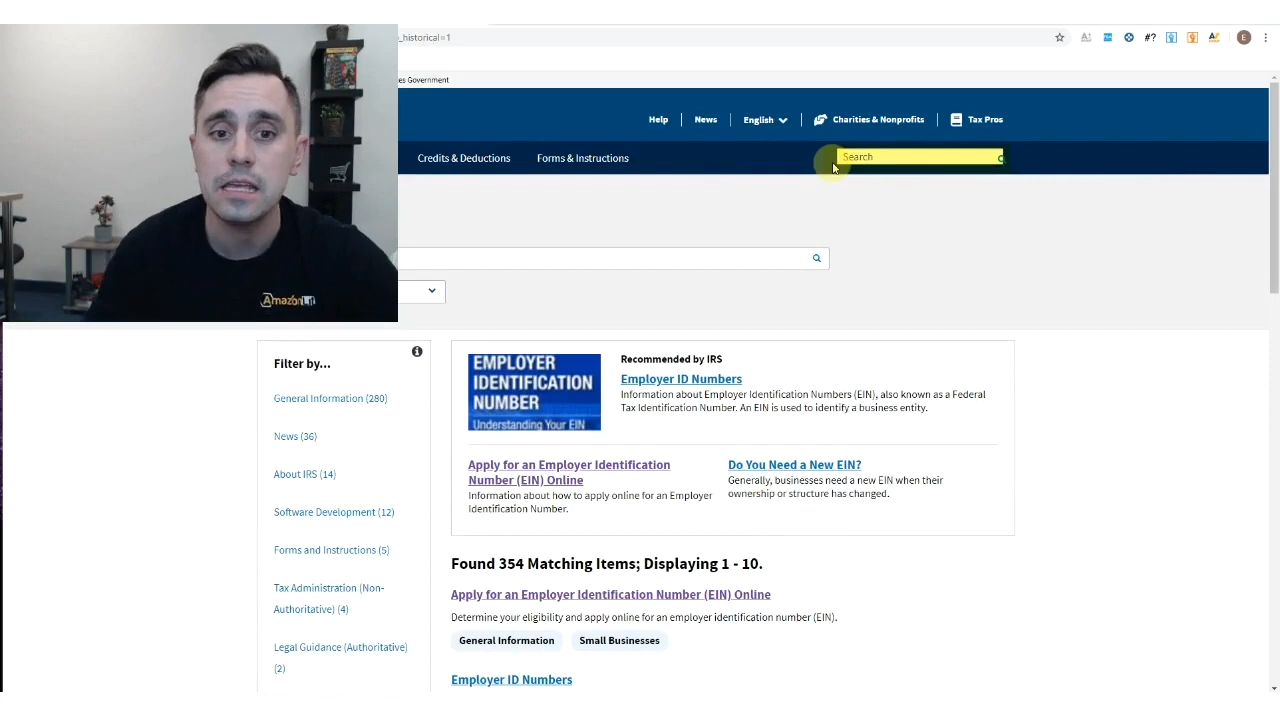 _historical=1
#?
E
es Government
Help
News
English
Charities & Nonprofits
Tax Pros
Credits & Deductions
Forms & Instructions
Search
Filter by...
General Information (280)
News (36)
About IRS (14)
Software Development (12)
Forms and Instructions (5)
Tax Administration (Non-
Authoritative) (4)
Legal Guidance (Authoritative)
(2)
EMPLOYER
IDENTIFICATION
NUMBER
Understanding Your EIN
Recommended by IRS
Employer ID Numbers
Information about Employer Identification Numbers (EIN), also known as a Federal
Tax Identification Number. An EIN is used to identify a business entity.
Apply for an Employer Identification
Number (EIN) Online
Information about how to apply online for an Employer
Identification Number.
Do You Need a New EIN?
Generally, businesses need a new EIN when their
ownership or structure has changed.
Found 354 Matching Items; Displaying 1 - 10.
Apply for an Employer Identification Number (EIN) Online
Determine your eligibility and apply online for an employer identification number (EIN).
General Information
Small Businesses
Employer ID Numbers